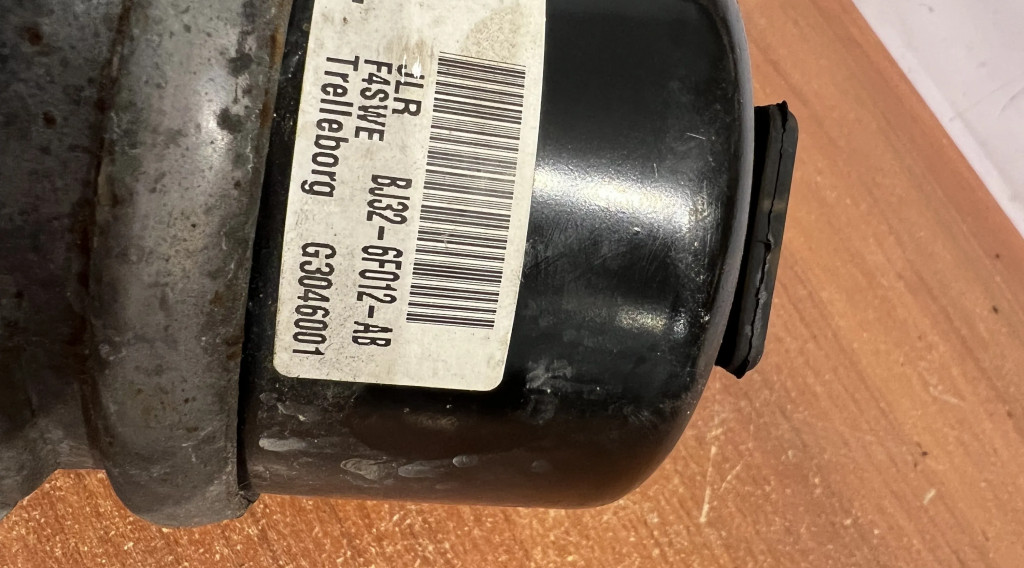 JLR
F4SWE BJ32-6F012-AB
Trelleborg G3046001